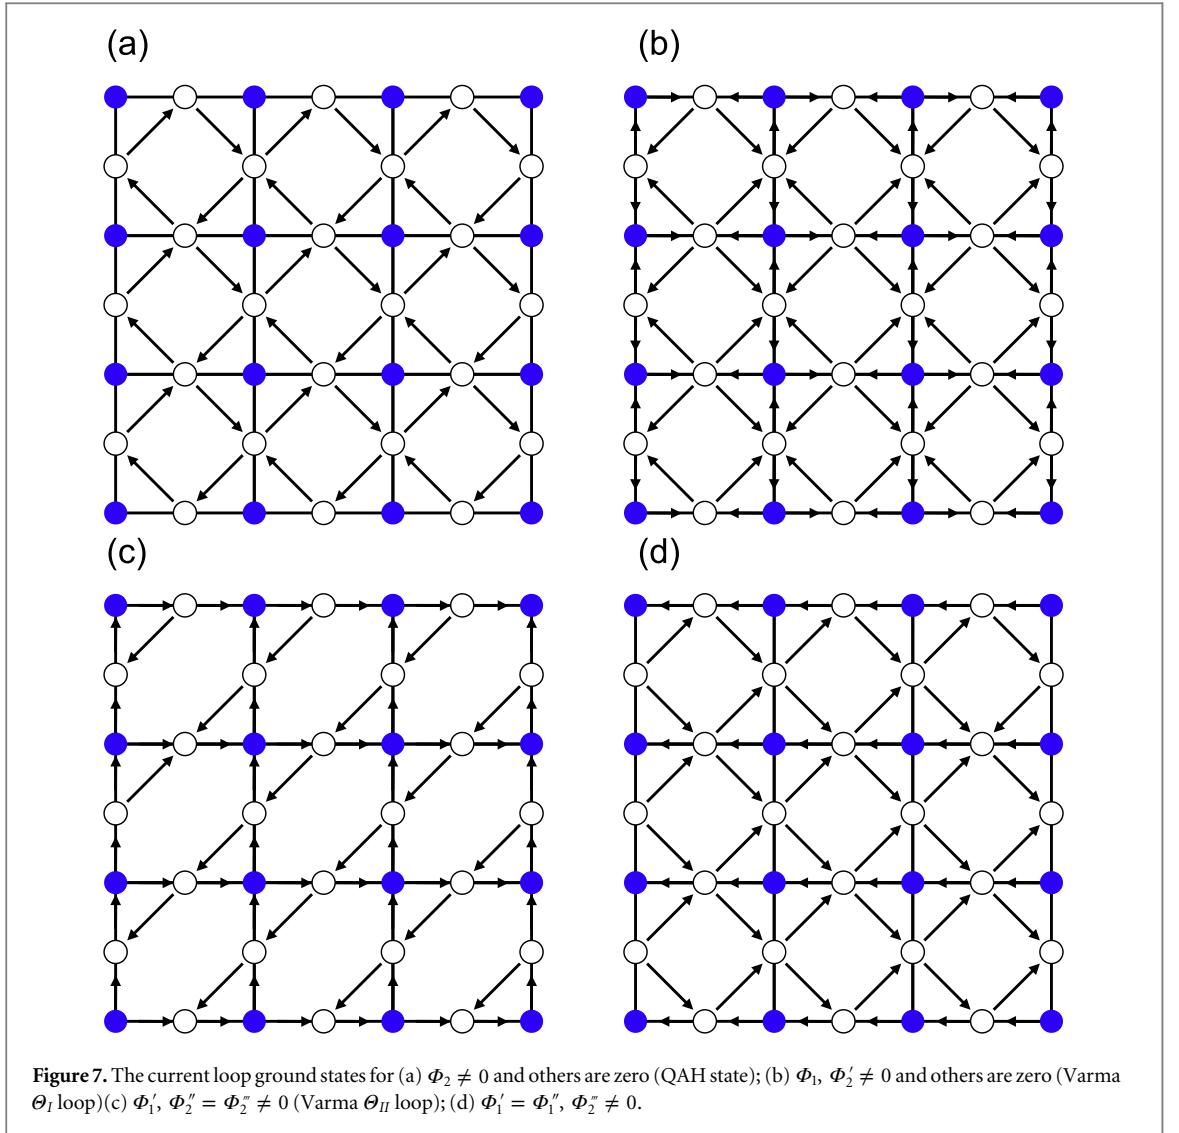 (a) (b)
(c) (d)
Figure 7. The current loop ground states for (a) Φ₂ ≠ 0 and others are zero (QAH state); (b) Φ₁, Φ₂′ ≠ 0 and others are zero (Varma
Θ_I loop)(c) Φ₁′, Φ₂″ = Φ₂‴ ≠ 0 (Varma Θ_II loop); (d) Φ₁′ = Φ₁″, Φ₂‴ ≠ 0.